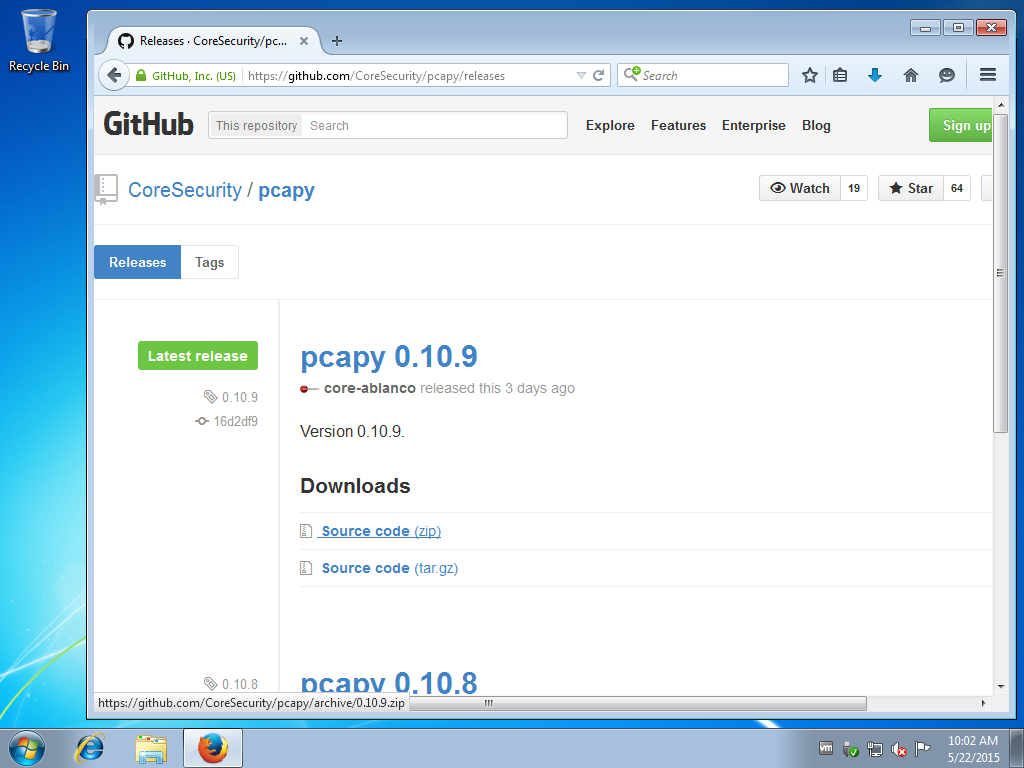 Recycle Bin
Releases · CoreSecurity/pc...
GitHub, Inc. (US)
https://github.com/CoreSecurity/pcapy/releases
Search
GitHub
This repository
Search
Explore
Features
Enterprise
Blog
Sign up
CoreSecurity / pcapy
Watch
19
Star
64
Releases
Tags
Latest release
0.10.9
16d2df9
pcapy 0.10.9
core-ablanco released this 3 days ago
Version 0.10.9.
Downloads
Source code (zip)
Source code (tar.gz)
0.10.8
pcapy 0.10.8
https://github.com/CoreSecurity/pcapy/archive/0.10.9.zip
vm
10:02 AM
5/22/2015